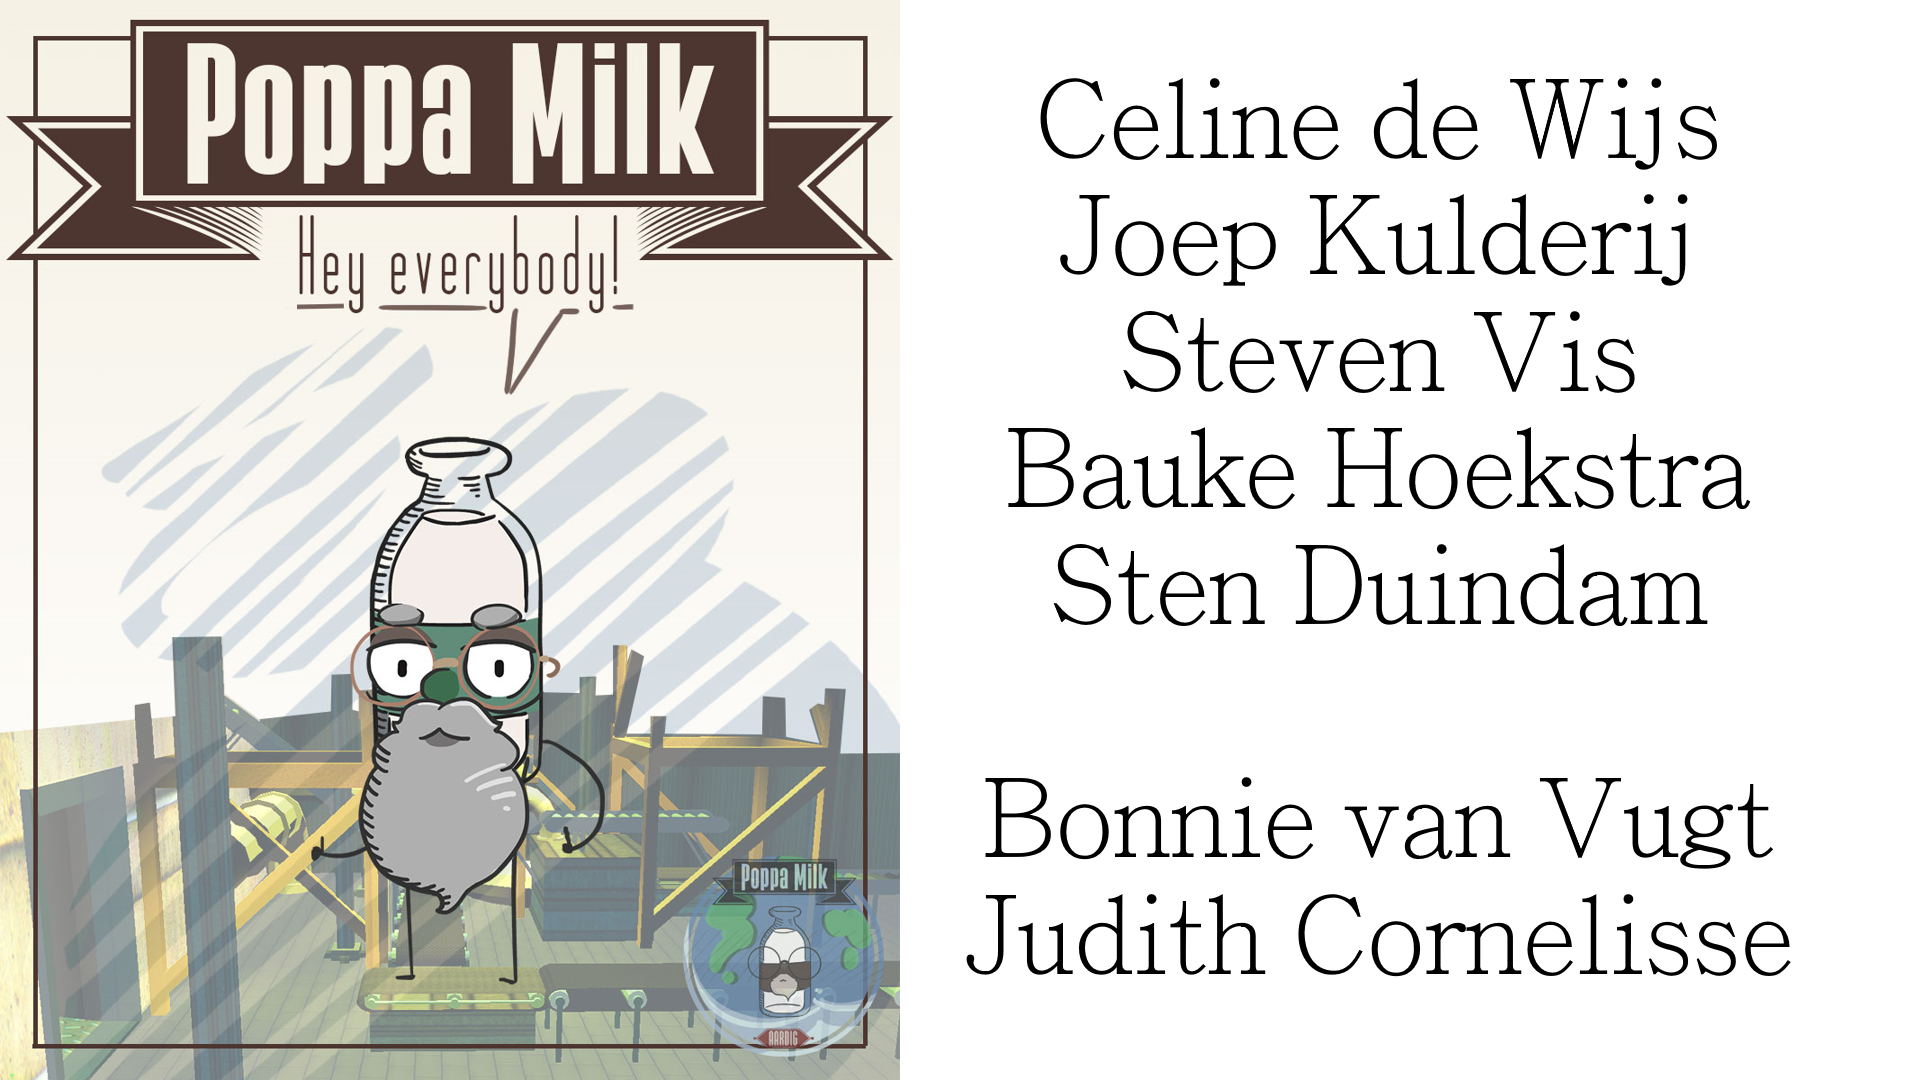 Poppa Milk
Hey everybody!
Poppa Milk
AARDIG
Celine de Wijs
Joep Kulderij
Steven Vis
Bauke Hoekstra
Sten Duindam
Bonnie van Vugt
Judith Cornelisse